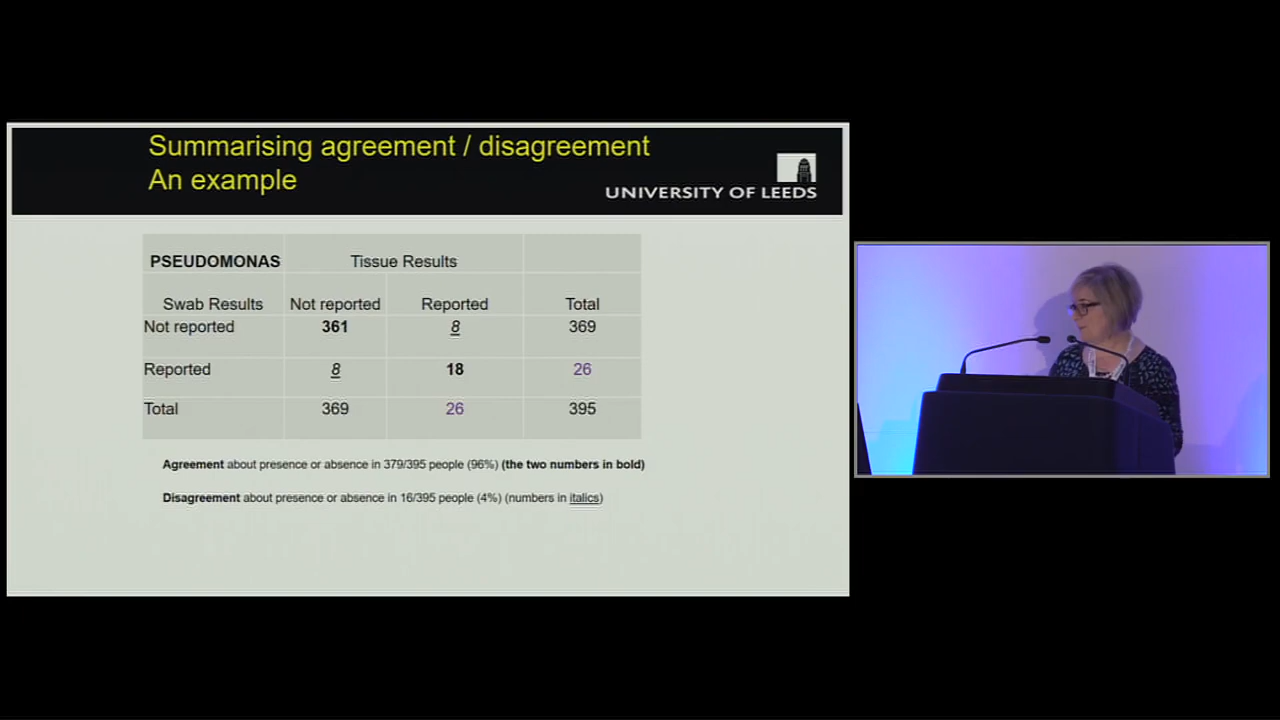 Summarising agreement / disagreement
An example
UNIVERSITY OF LEEDS
PSEUDOMONAS Tissue Results
Swab Results Not reported Reported Total
Not reported 361 8 369
Reported 8 18 26
Total 369 26 395
Agreement about presence or absence in 379/395 people (96%) (the two numbers in bold)
Disagreement about presence or absence in 16/395 people (4%) (numbers in italics)